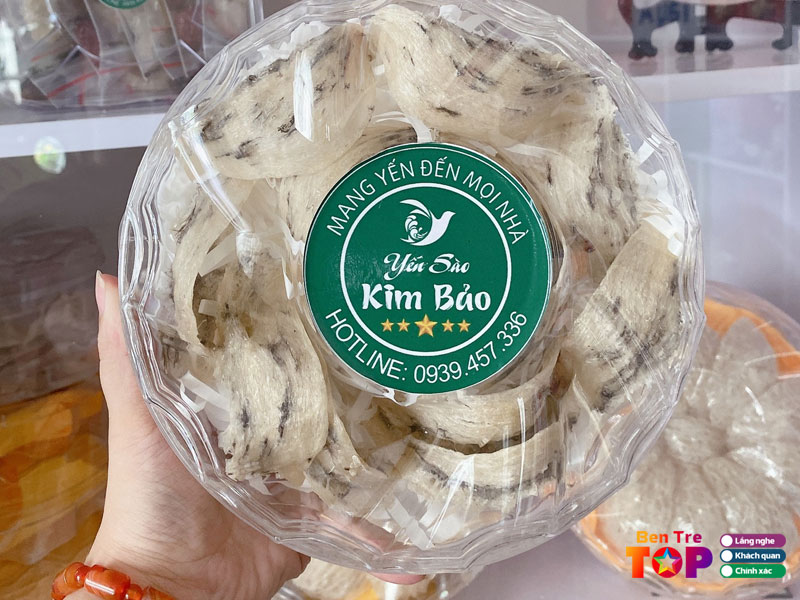 MANG YẾN ĐẾN MỌI NHÀ
Yến Sào
Kim Bảo
HOTLINE: 0939.457.336
Ben Tre
TOP
Lắng nghe
Khách quan
Chính xác